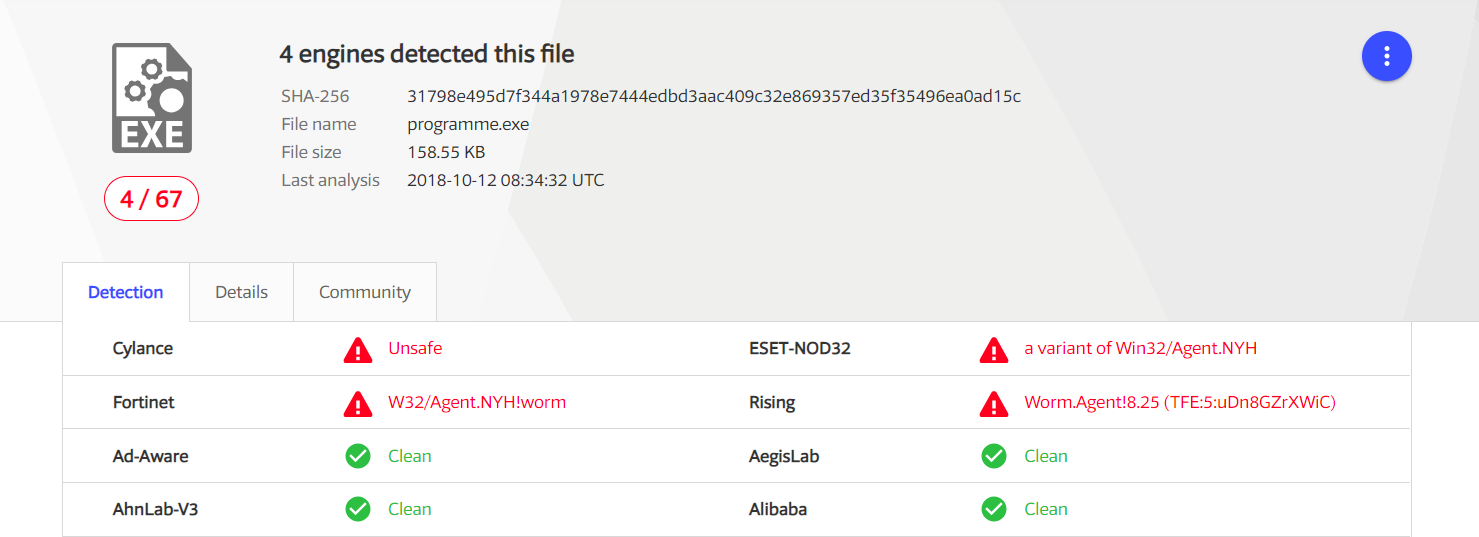 4 engines detected this file
SHA-256 31798e495d7f344a1978e7444edbd3aac409c32e869357ed35f35496ea0ad15c
File name programme.exe
File size 158.55 KB
Last analysis 2018-10-12 08:34:32 UTC
EXE
4 / 67
Detection Details Community
Cylance Unsafe ESET-NOD32 a variant of Win32/Agent.NYH
Fortinet W32/Agent.NYH!worm Rising Worm.Agent!8.25 (TFE:5:uDn8GZrXWiC)
Ad-Aware Clean AegisLab Clean
AhnLab-V3 Clean Alibaba Clean